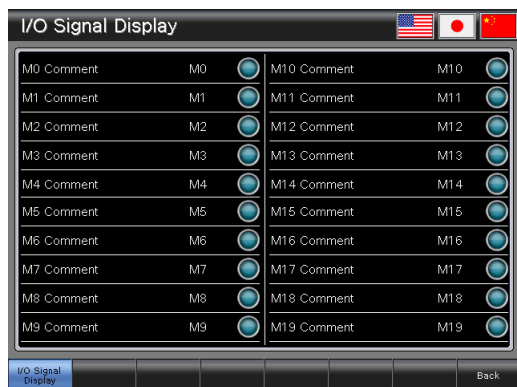 I/O Signal Display
M0 Comment M0
M1 Comment M1
M2 Comment M2
M3 Comment M3
M4 Comment M4
M5 Comment M5
M6 Comment M6
M7 Comment M7
M8 Comment M8
M9 Comment M9
M10 Comment M10
M11 Comment M11
M12 Comment M12
M13 Comment M13
M14 Comment M14
M15 Comment M15
M16 Comment M16
M17 Comment M17
M18 Comment M18
M19 Comment M19
I/O Signal
Display
Back